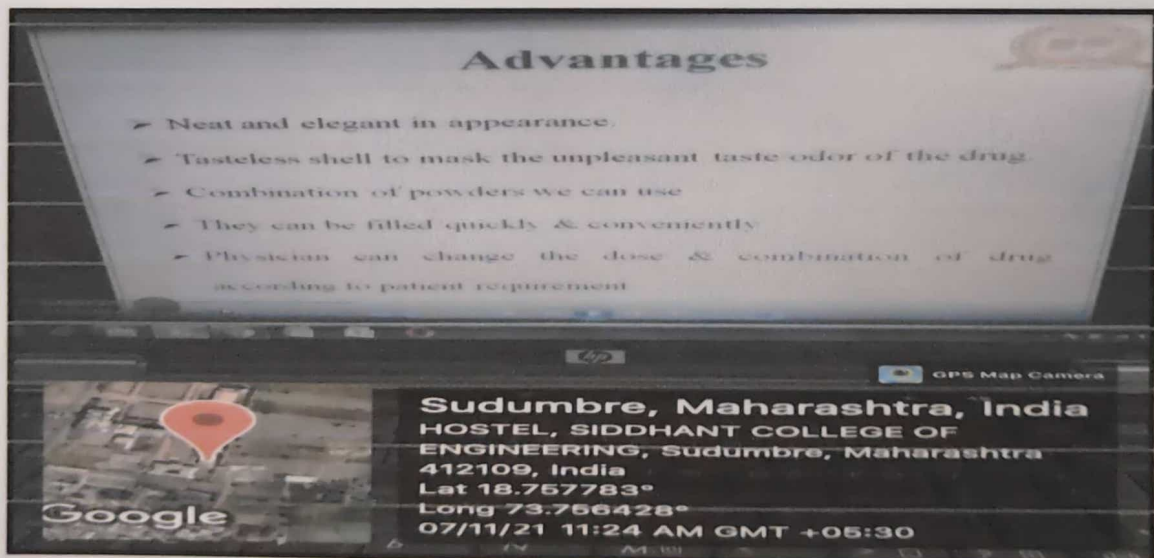 Advantages
➢ Neat and elegant in appearance.
➢ Tasteless shell to mask the unpleasant taste odor of the drug.
➢ Combination of powders we can use
➢ They can be filled quickly & conveniently
➢ Physician can change the dose & combination of drug
according to patient requirement
hp
GPS Map Camera
Sudumbre, Maharashtra, India
HOSTEL, SIDDHANT COLLEGE OF
ENGINEERING, Sudumbre, Maharashtra
412109, India
Lat 18.757783°
Long 73.756428°
07/11/21 11:24 AM GMT +05:30
Google